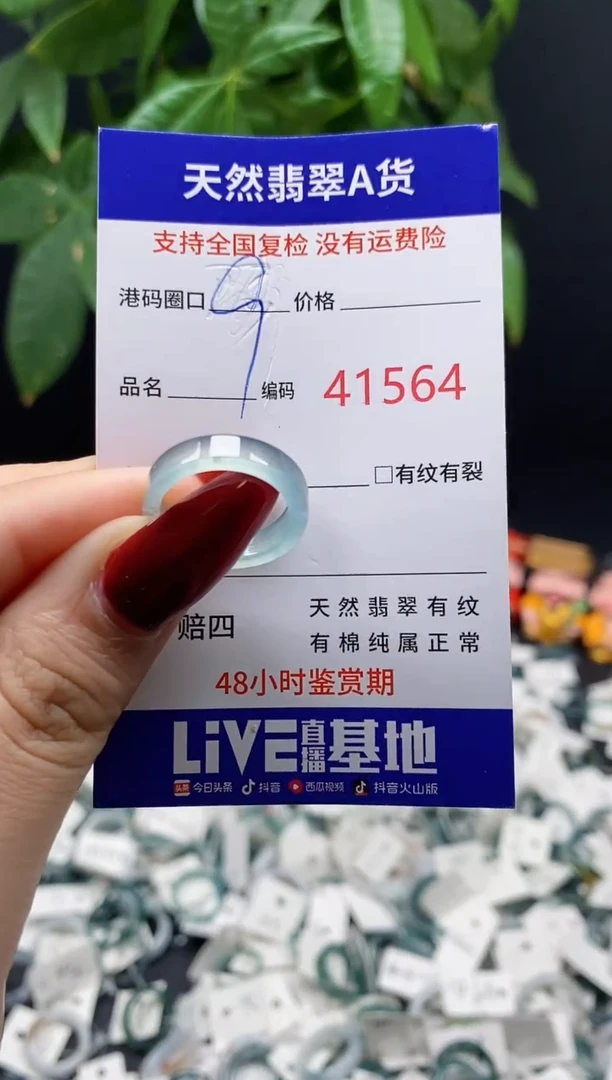 天然翡翠A货
支持全国复检 没有运费险
港码圈口 9 价格
品名 编码 41564
□有纹有裂
赔四
天然翡翠有纹
有棉纯属正常
48小时鉴赏期
LiVE直播基地
头条 今日头条 抖音 西瓜视频 抖音火山版